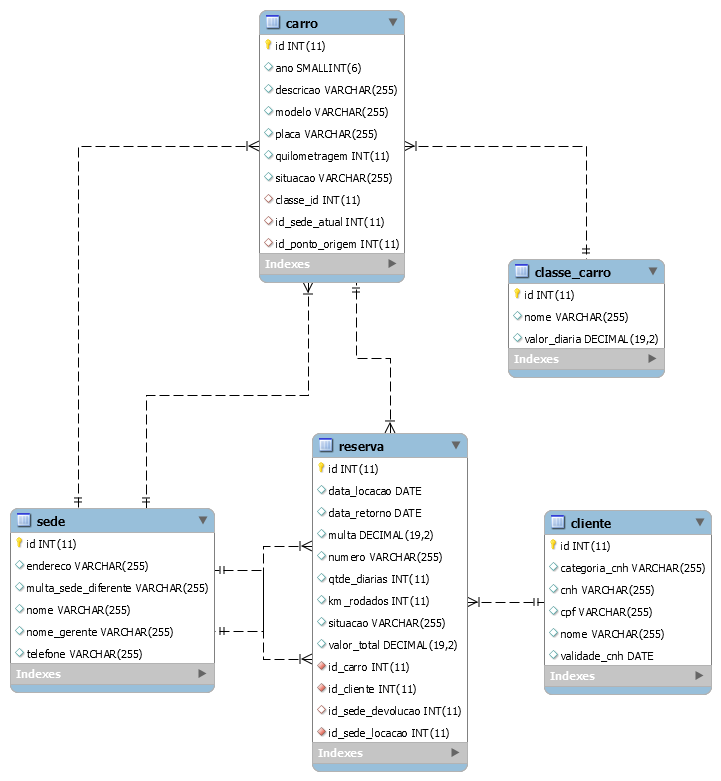 carro
id INT(11)
ano SMALLINT(6)
descricao VARCHAR(255)
modelo VARCHAR(255)
placa VARCHAR(255)
quilometragem INT(11)
situacao VARCHAR(255)
classe_id INT(11)
id_sede_atual INT(11)
id_ponto_origem INT(11)
Indexes
classe_carro
id INT(11)
nome VARCHAR(255)
valor_diaria DECIMAL(19,2)
Indexes
reserva
id INT(11)
data_locacao DATE
data_retorno DATE
multa DECIMAL(19,2)
numero VARCHAR(255)
qtde_diarias INT(11)
km_rodados INT(11)
situacao VARCHAR(255)
valor_total DECIMAL(19,2)
id_carro INT(11)
id_cliente INT(11)
id_sede_devolucao INT(11)
id_sede_locacao INT(11)
Indexes
sede
id INT(11)
endereco VARCHAR(255)
multa_sede_diferente VARCHAR(255)
nome VARCHAR(255)
nome_gerente VARCHAR(255)
telefone VARCHAR(255)
Indexes
cliente
id INT(11)
categoria_cnh VARCHAR(255)
cnh VARCHAR(255)
cpf VARCHAR(255)
nome VARCHAR(255)
validade_cnh DATE
Indexes